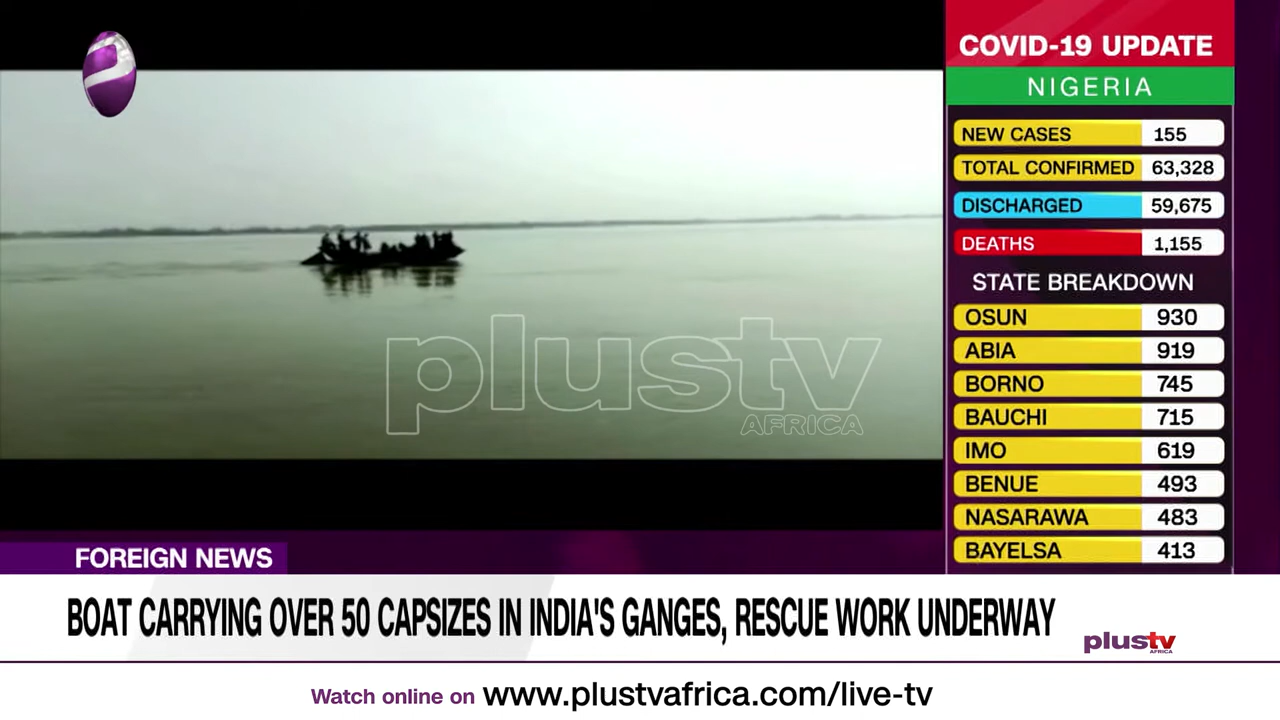 COVID-19 UPDATE
NIGERIA
NEW CASES 155
TOTAL CONFIRMED 63,328
DISCHARGED 59,675
DEATHS 1,155
STATE BREAKDOWN
OSUN 930
ABIA 919
BORNO 745
BAUCHI 715
IMO 619
BENUE 493
NASARAWA 483
BAYELSA 413
plustv
AFRICA
FOREIGN NEWS
BOAT CARRYING OVER 50 CAPSIZES IN INDIA'S GANGES, RESCUE WORK UNDERWAY
plustv
AFRICA
Watch online on www.plustvafrica.com/live-tv